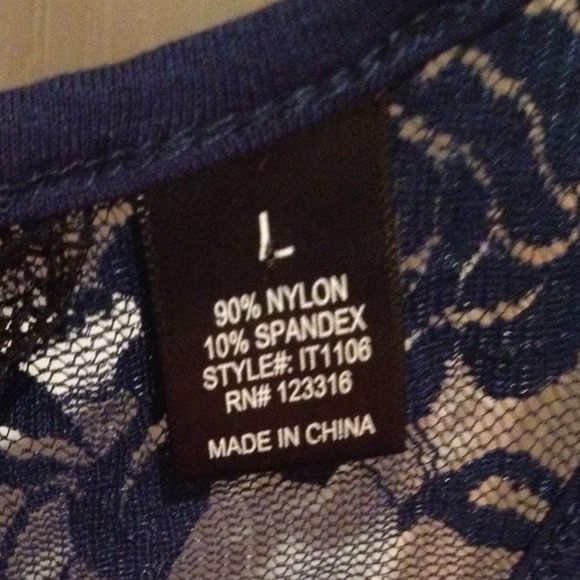 L
90% NYLON
10% SPANDEX
STYLE#: IT1106
RN# 123316
MADE IN CHINA